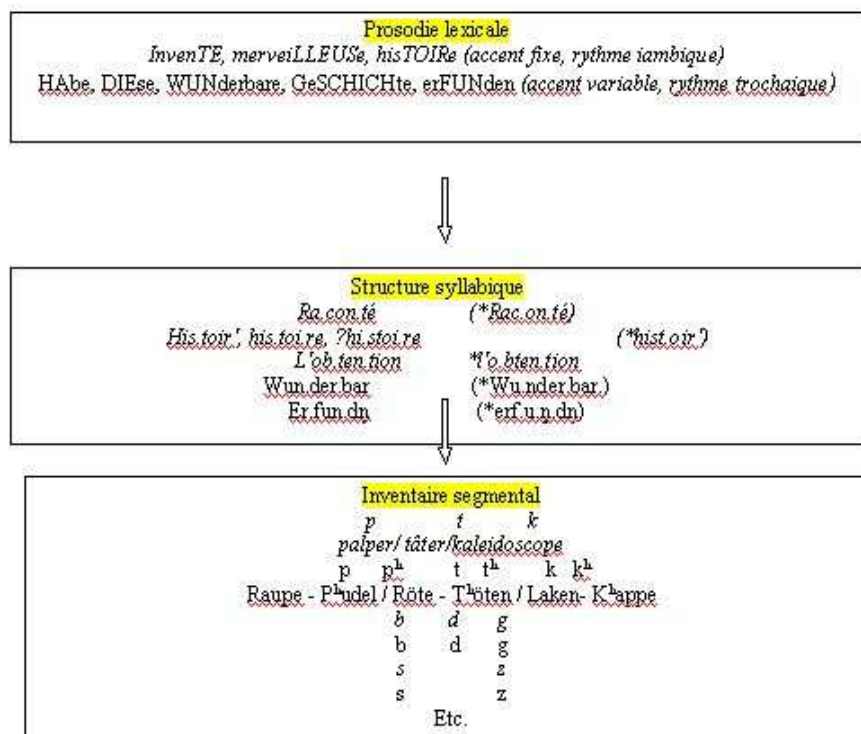 Prosodie lexicale
InvenTE, merveiLLEUSe, hisTOIRe (accent fixe, rythme iambique)
HAbe, DIEse, WUNderbare, GeSCHICHte, erFUNden (accent variable, rythme trochaique)
Structure syllabique
Ra.con.té (*Rac.on.té)
His.toir', his.toi.re, ?hi.stoi.re (*hist.oir')
L'ob.ten.tion *l'o.bten.tion
Wun.der.bar (*Wu.nder.bar.)
Er.fun.dṇ (*erf.u.ṇ.dṇ)
Inventaire segmental
p t k
palper/ tâter/kaleidoscope
p pʰ t tʰ k kʰ
Raupe - Pʰudel / Röte - Tʰöten / Laken- Kʰappe
b d g
b d g
s z
s z
Etc.